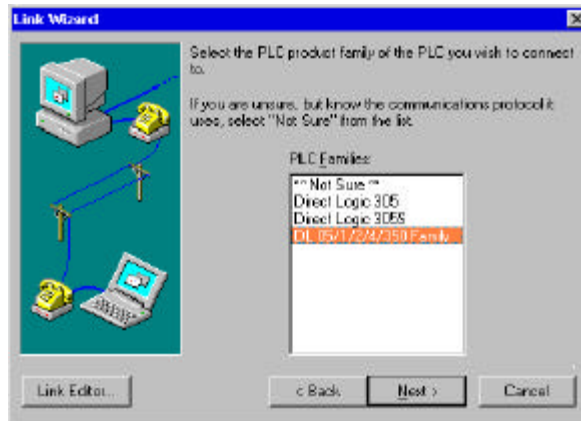 Link Wizard
Select the PLC product family of the PLC you wish to connect
to.
If you are unsure, but know the communications protocol it
uses, select "Not Sure" from the list.
PLC Families
** Not Sure **
Direct Logic 305
Direct Logic 305S
DL 05/1/2/4/350 Family
Link Editor...
< Back
Next >
Cancel